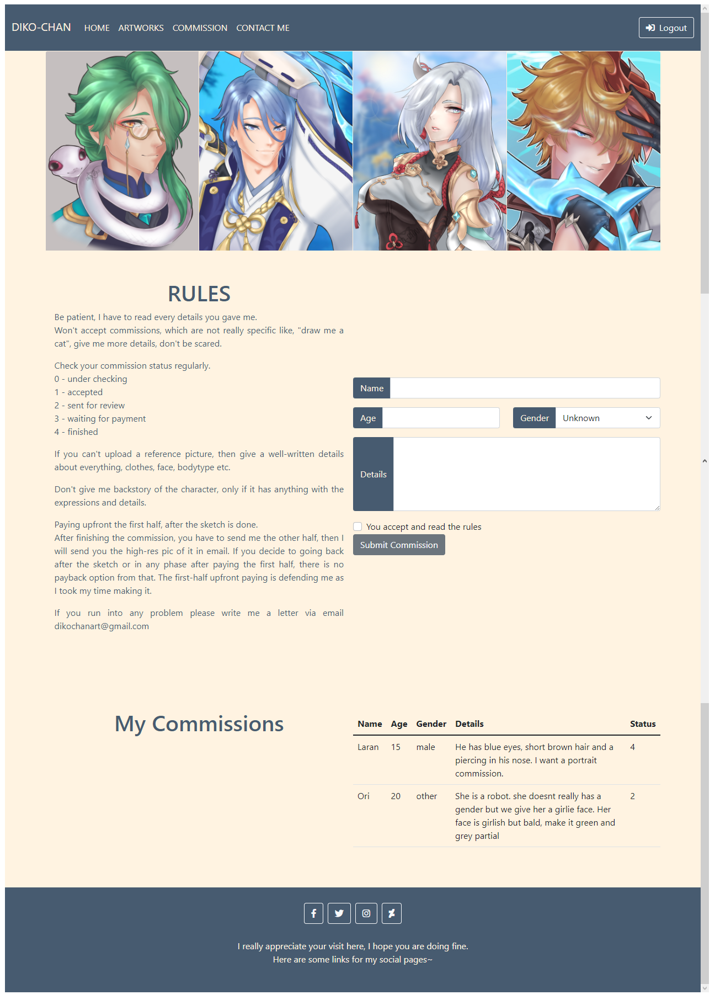 DIKO-CHAN HOME ARTWORKS COMMISSION CONTACT ME Logout
RULES
Be patient, I have to read every details you gave me.
Won't accept commissions, which are not really specific like, "draw me a
cat", give me more details, don't be scared.
Check your commission status regularly.
0 - under checking
1 - accepted
2 - sent for review
3 - waiting for payment
4 - finished
If you can't upload a reference picture, then give a well-written details
about everything, clothes, face, bodytype etc.
Don't give me backstory of the character, only if it has anything with the
expressions and details.
Paying upfront the first half, after the sketch is done.
After finishing the commission, you have to send me the other half, then I
will send you the high-res pic of it in email. If you decide to going back
after the sketch or in any phase after paying the first half, there is no
payback option from that. The first-half upfront paying is defending me as
I took my time making it.
If you run into any problem please write me a letter via email
dikochanart@gmail.com
Name
Age
Gender Unknown
Details
You accept and read the rules
Submit Commission
My Commissions
Name Age Gender Details Status
Laran 15 male He has blue eyes, short brown hair and a 4
piercing in his nose. I want a portrait
commission.
Ori 20 other She is a robot. she doesnt really has a 2
gender but we give her a girlie face. Her
face is girlish but bald, make it green and
grey partial
I really appreciate your visit here, I hope you are doing fine.
Here are some links for my social pages~